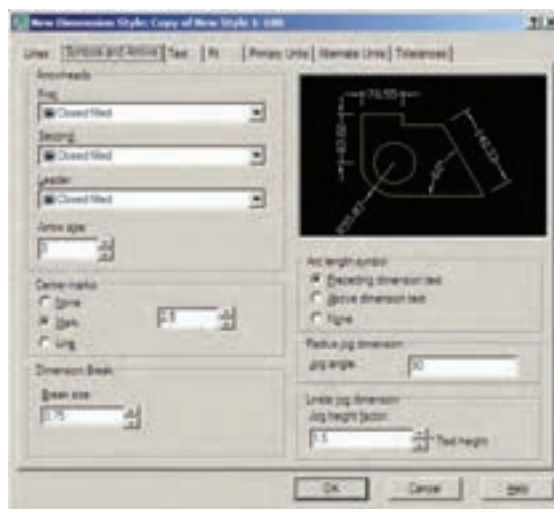 New Dimension Style: Copy of New Style 1-100
Lines Symbols and Arrows Text Fit Primary Units Alternate Units Tolerances
Arrowheads
First:
Closed filled
Second:
Closed filled
Leader:
Closed filled
Arrow size:
Center marks
None
Mark
Line
2.5
Dimension Break
Break size:
3.75
Arc length symbol
Preceding dimension text
Above dimension text
None
Radius jog dimension
Jog angle:
Linear jog dimension
Jog height factor:
1.5
Text height
OK Cancel Help